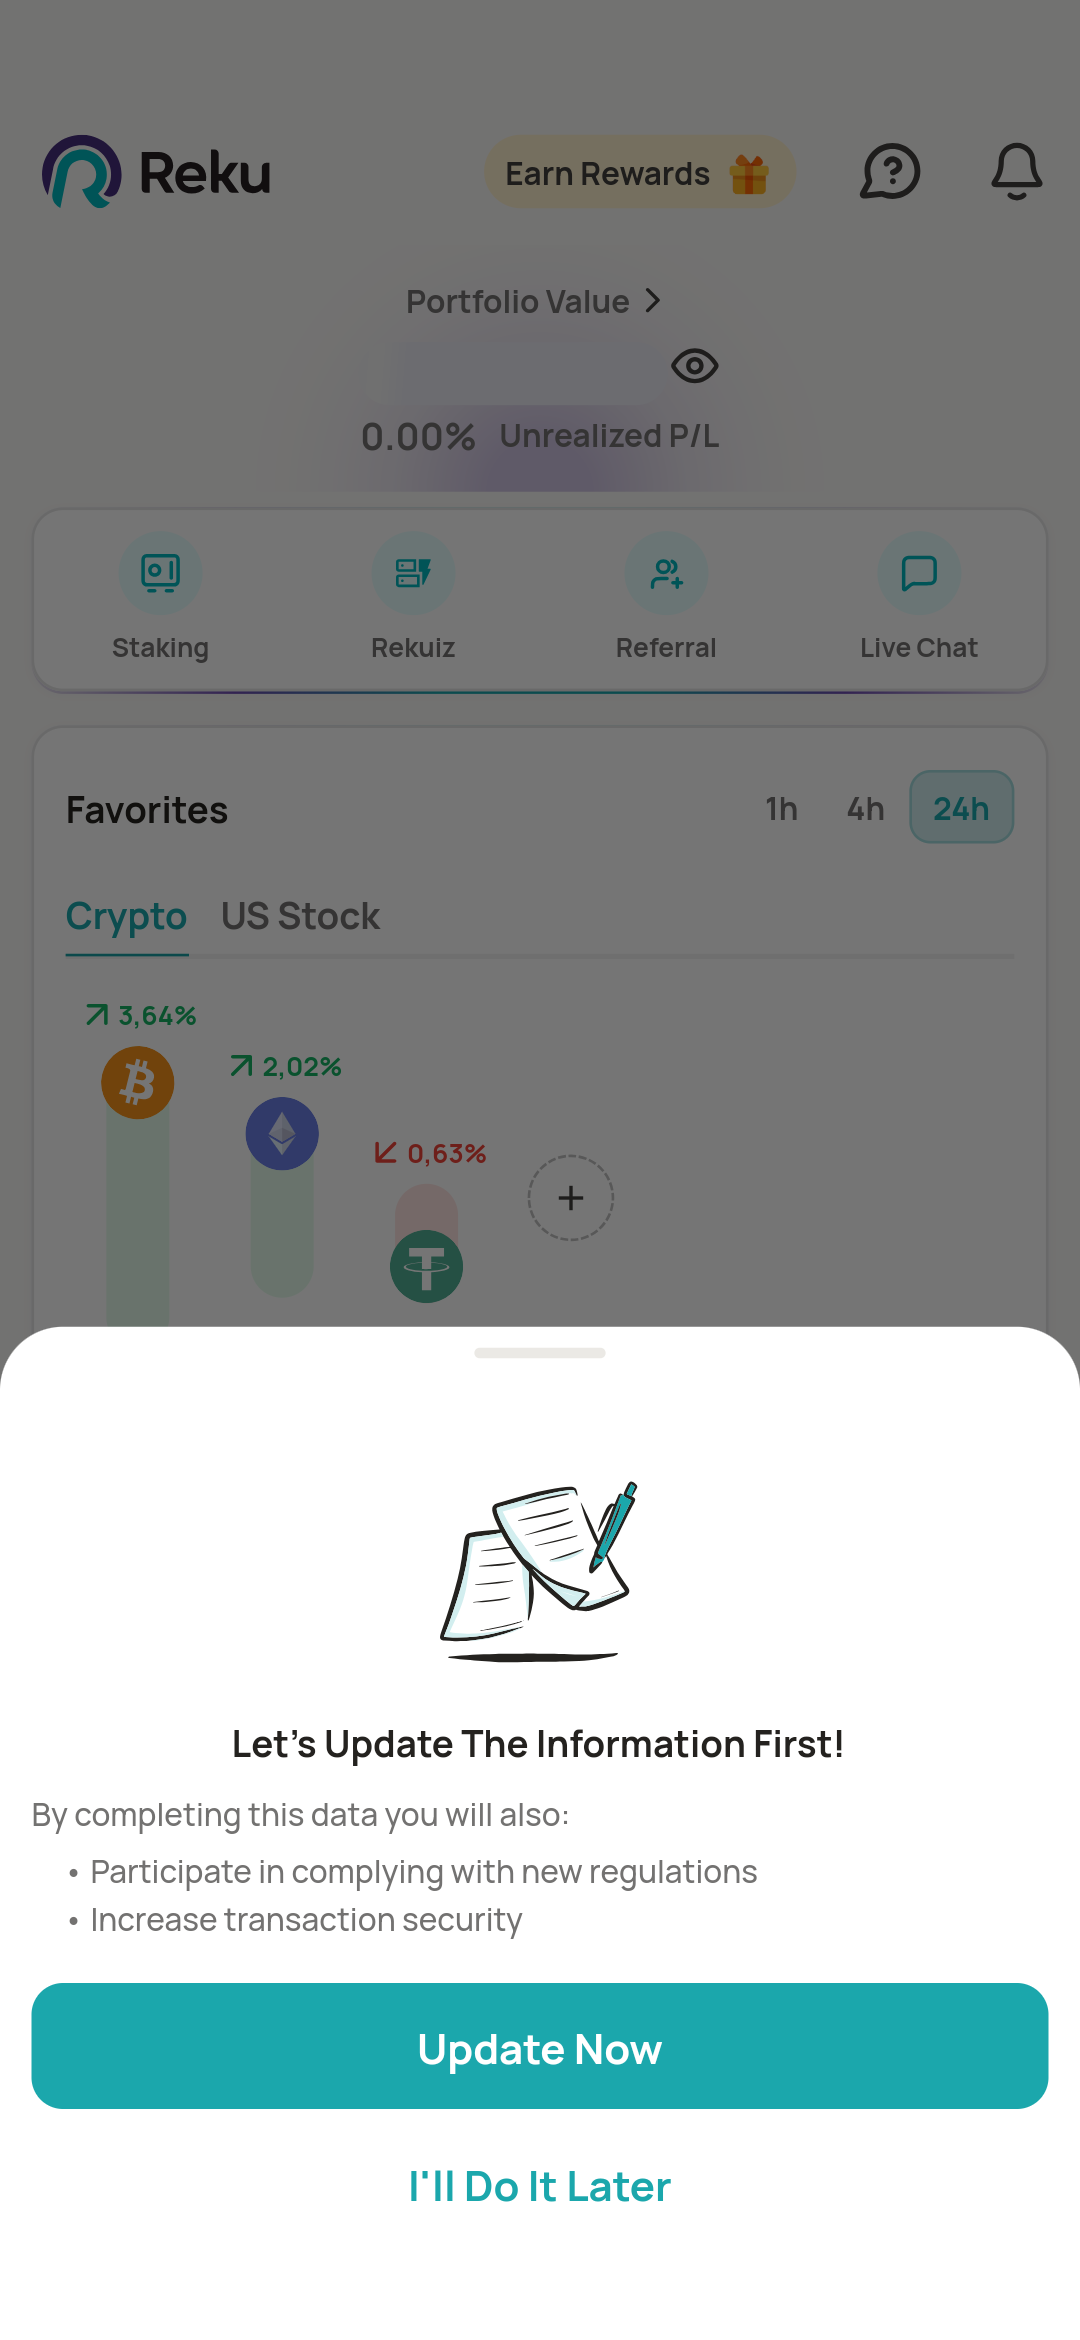 Reku
Earn Rewards
Portfolio Value
0.00% Unrealized P/L
Staking Rekuiz Referral Live Chat
Favorites 1h 4h 24h
Crypto US Stock
3,64%
2,02%
0,63%
Let's Update The Information First!
By completing this data you will also:
• Participate in complying with new regulations
• Increase transaction security
Update Now
I'll Do It Later